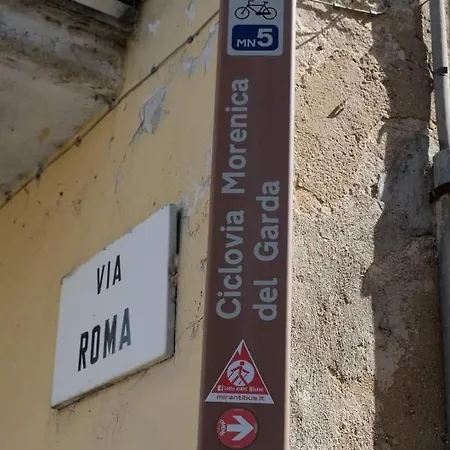 MN5
Ciclovia Morenica
del Garda
VIA
ROMA
mirantibus.it